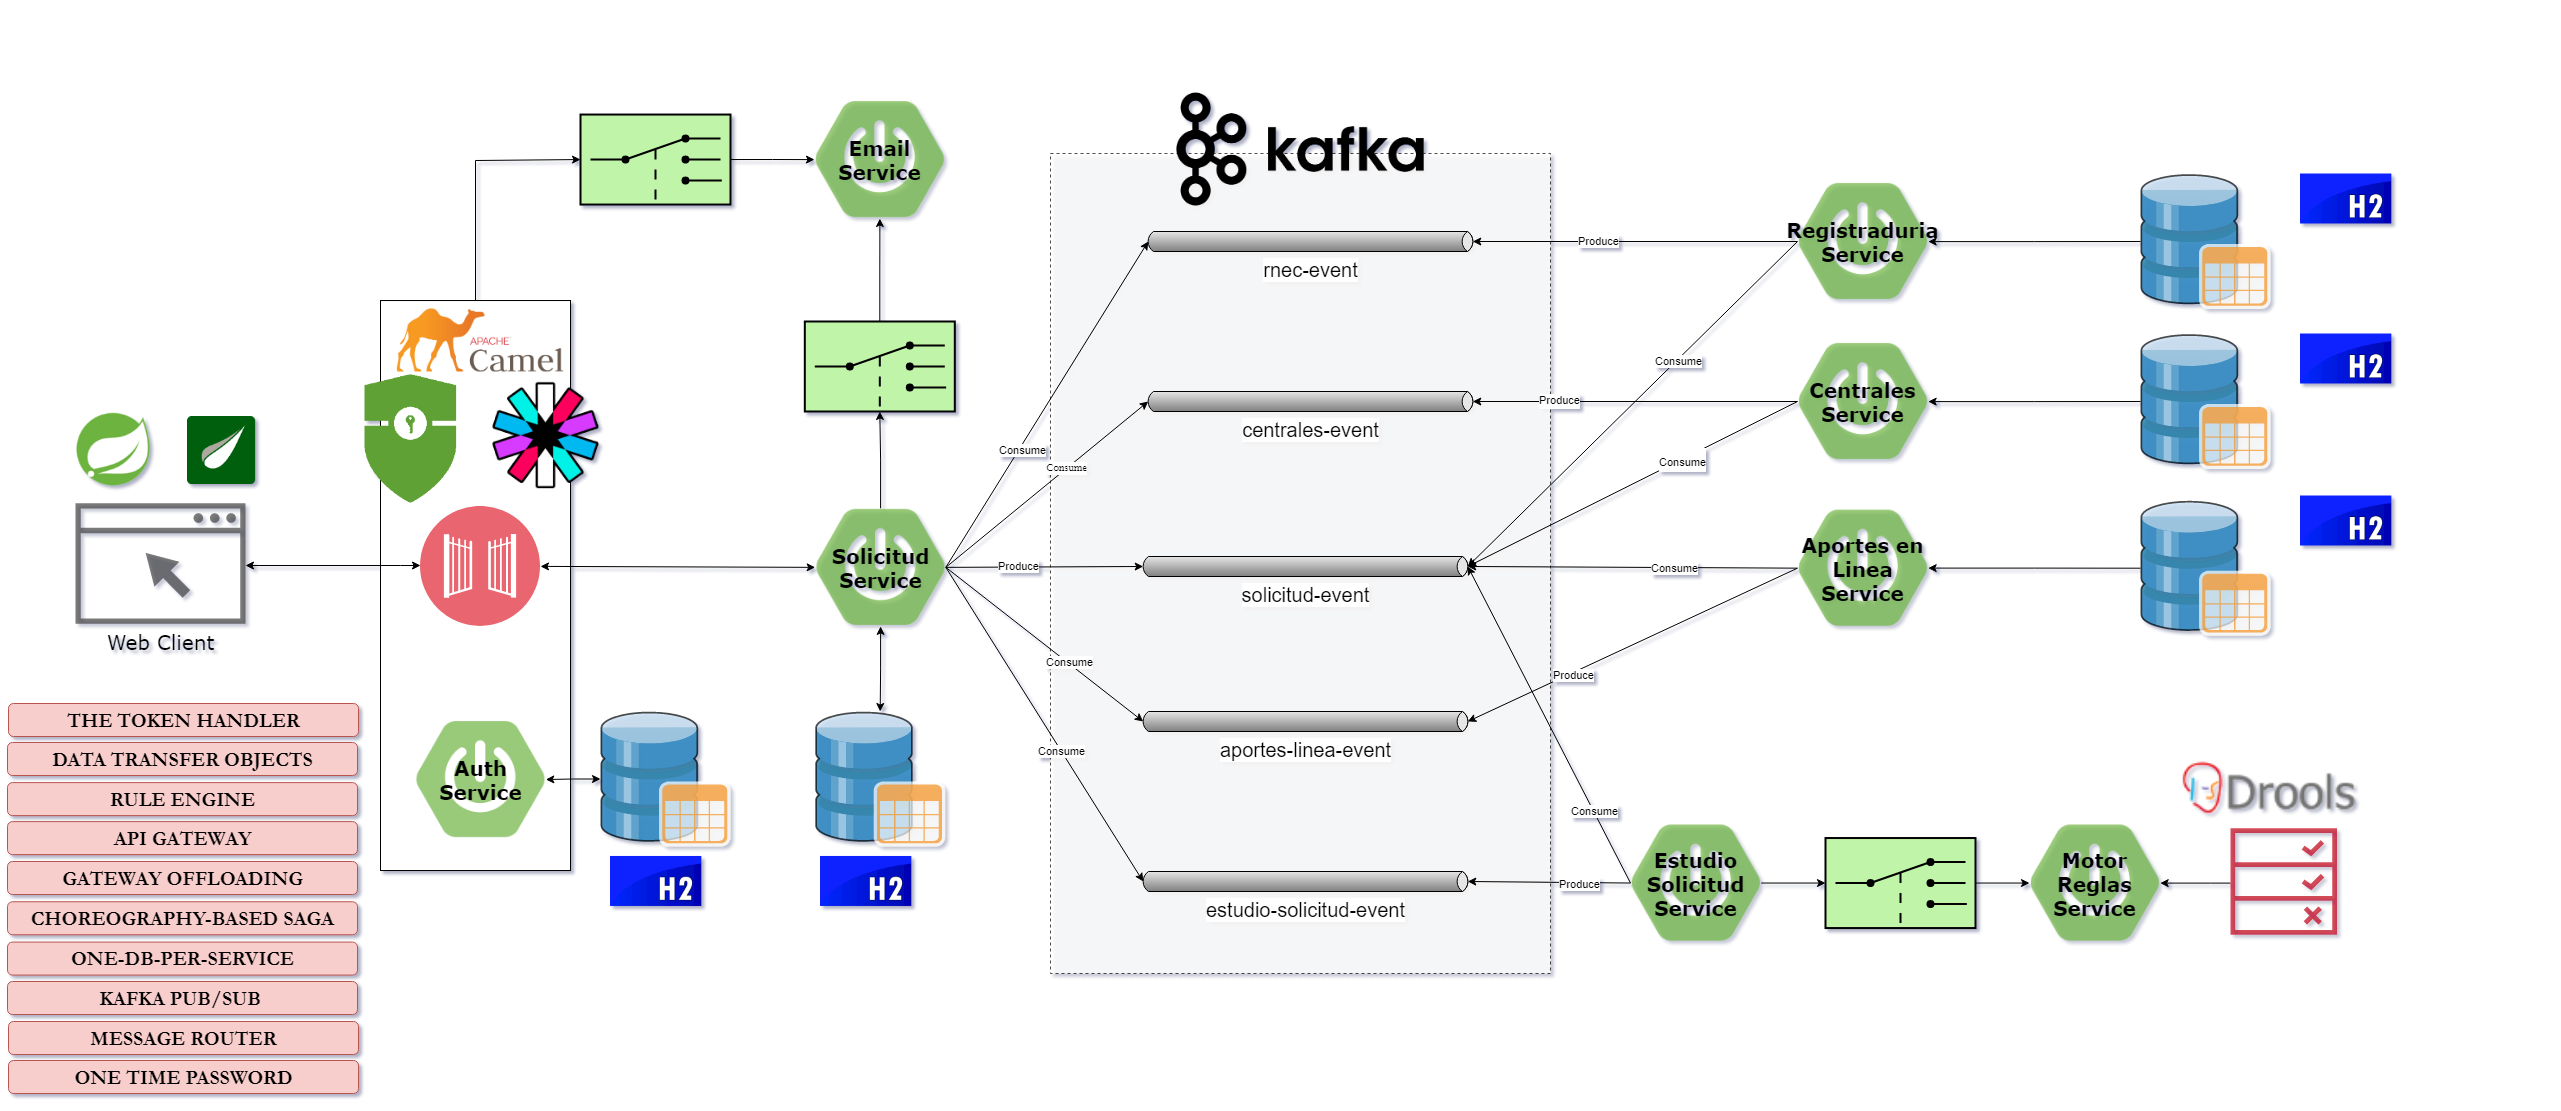 kafka
Email
Service
APACHE
Camel
Web Client
Solicitud
Service
Auth
Service
H2
H2
THE TOKEN HANDLER
DATA TRANSFER OBJECTS
RULE ENGINE
API GATEWAY
GATEWAY OFFLOADING
CHOREOGRAPHY-BASED SAGA
ONE-DB-PER-SERVICE
KAFKA PUB/SUB
MESSAGE ROUTER
ONE TIME PASSWORD
Consume
Consume
Produce
Consume
Consume
rnec-event
centrales-event
solicitud-event
aportes-linea-event
estudio-solicitud-event
Produce
Consume
Produce
Consume
Consume
Produce
Consume
Produce
Registraduria
Service
H2
Centrales
Service
H2
Aportes en
Linea
Service
H2
Estudio
Solicitud
Service
Motor
Reglas
Service
Drools